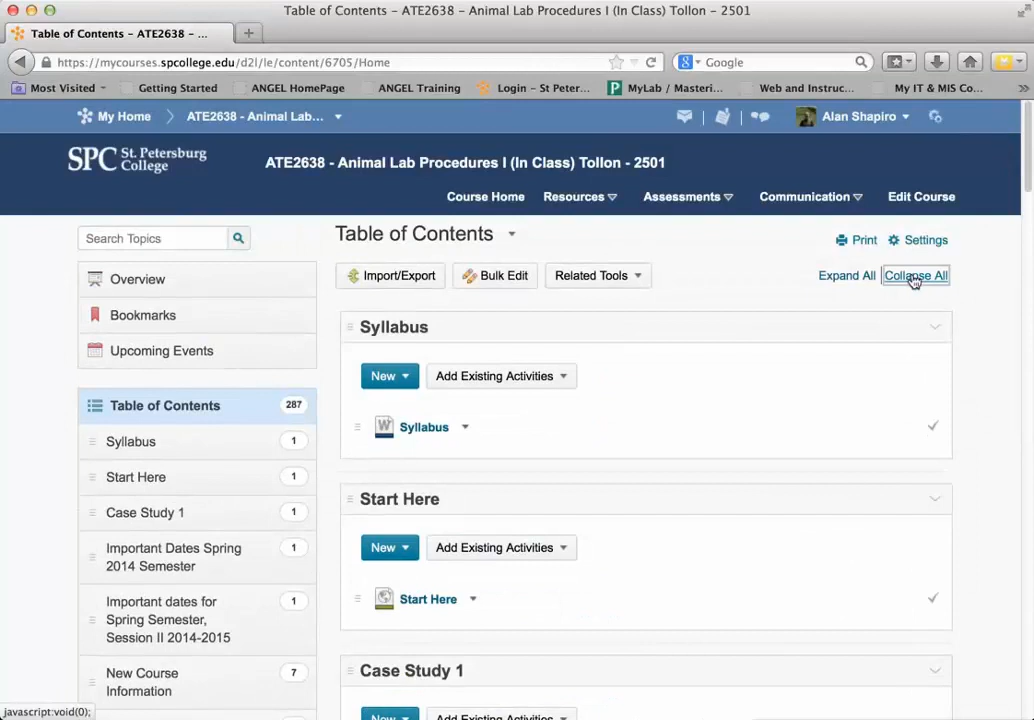 Table of Contents - ATE2638 - Animal Lab Procedures I (In Class) Tollon - 2501
Table of Contents - ATE2638 - ...
https://mycourses.spcollege.edu/d2l/le/content/6705/Home
Google
Most Visited
Getting Started
ANGEL HomePage
ANGEL Training
Login - St Peter...
MyLab / Masteri...
Web and Instruc...
My IT & MIS Co...
My Home
ATE2638 - Animal Lab...
Alan Shapiro
SPC St. Petersburg College
ATE2638 - Animal Lab Procedures I (In Class) Tollon - 2501
Course Home
Resources
Assessments
Communication
Edit Course
Search Topics
Overview
Bookmarks
Upcoming Events
Table of Contents 287
Syllabus 1
Start Here 1
Case Study 1 1
Important Dates Spring 1
2014 Semester
Important dates for 1
Spring Semester,
Session II 2014-2015
New Course 7
Information
Table of Contents
Print
Settings
Import/Export
Bulk Edit
Related Tools
Expand All
Collapse All
Syllabus
New
Add Existing Activities
Syllabus
Start Here
New
Add Existing Activities
Start Here
Case Study 1
New
Add Existing Activities
javascript:void(0);